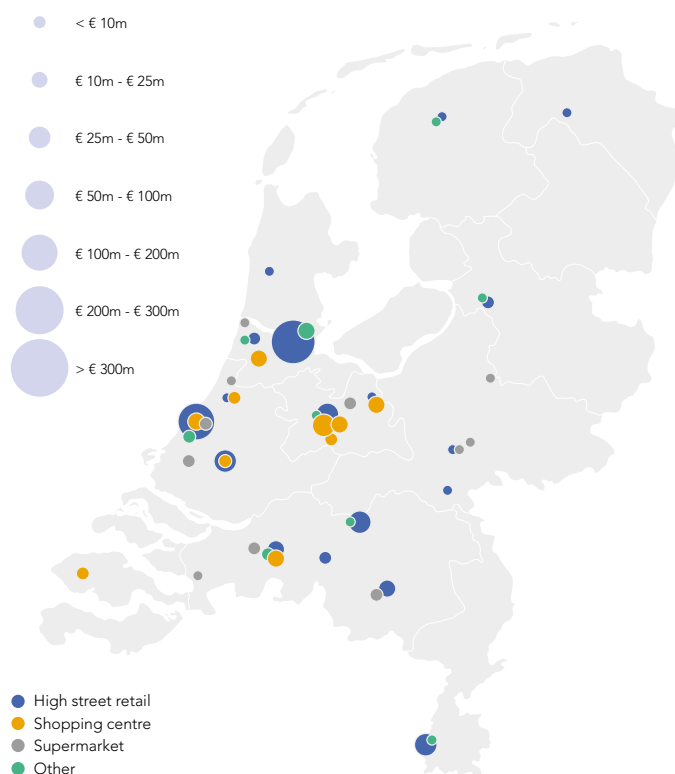 < € 10m
€ 10m - € 25m
€ 25m - € 50m
€ 50m - € 100m
€ 100m - € 200m
€ 200m - € 300m
> € 300m
High street retail
Shopping centre
Supermarket
Other